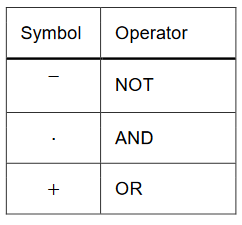 Symbol Operator
¯ NOT
· AND
+ OR